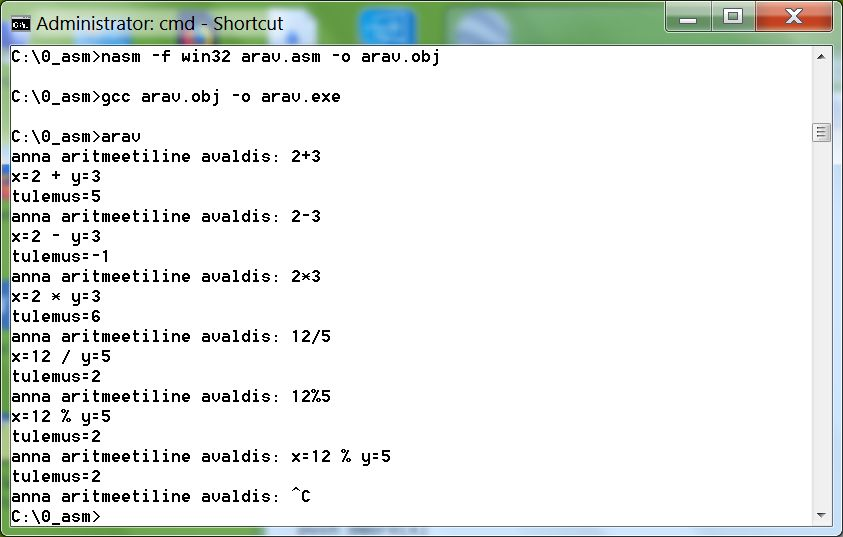 Administrator: cmd - Shortcut
C:\0_asm>nasm -f win32 arav.asm -o arav.obj
C:\0_asm>gcc arav.obj -o arav.exe
C:\0_asm>arav
anna aritmeetiline avaldis: 2+3
x=2 + y=3
tulemus=5
anna aritmeetiline avaldis: 2-3
x=2 - y=3
tulemus=-1
anna aritmeetiline avaldis: 2*3
x=2 * y=3
tulemus=6
anna aritmeetiline avaldis: 12/5
x=12 / y=5
tulemus=2
anna aritmeetiline avaldis: 12%5
x=12 % y=5
tulemus=2
anna aritmeetiline avaldis: x=12 % y=5
tulemus=2
anna aritmeetiline avaldis: ^C
C:\0_asm>